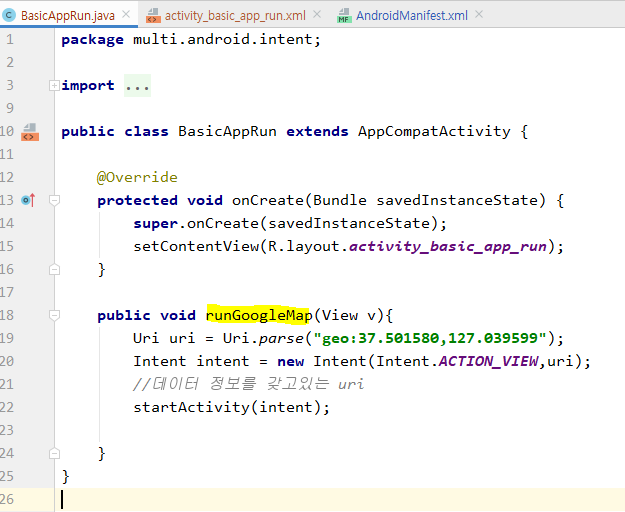 BasicAppRun.java activity_basic_app_run.xml AndroidManifest.xml
1 package multi.android.intent;
2
3 import ...
9
10 public class BasicAppRun extends AppCompatActivity {
11
12 @Override
13 protected void onCreate(Bundle savedInstanceState) {
14 super.onCreate(savedInstanceState);
15 setContentView(R.layout.activity_basic_app_run);
16 }
17
18 public void runGoogleMap(View v){
19 Uri uri = Uri.parse("geo:37.501580,127.039599");
20 Intent intent = new Intent(Intent.ACTION_VIEW,uri);
21 //데이터 정보를 갖고있는 uri
22 startActivity(intent);
23
24 }
25 }
26